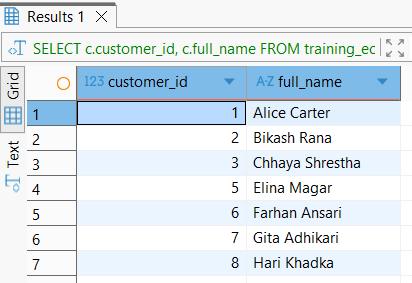 Results 1
SELECT c.customer_id, c.full_name FROM training_ec
Grid
Text
123 customer_id A-Z full_name
1 1 Alice Carter
2 2 Bikash Rana
3 3 Chhaya Shrestha
4 5 Elina Magar
5 6 Farhan Ansari
6 7 Gita Adhikari
7 8 Hari Khadka